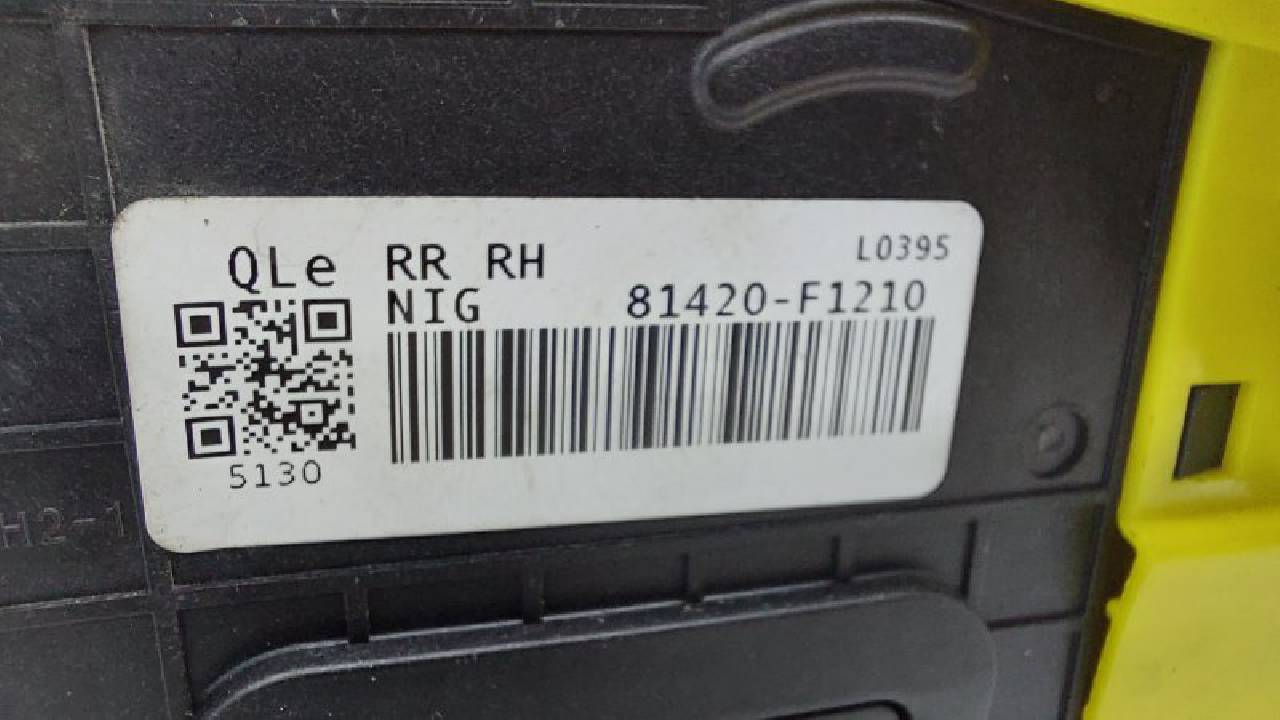 QLe RR RH L0395
NIG 81420-F1210
5130
H2-1